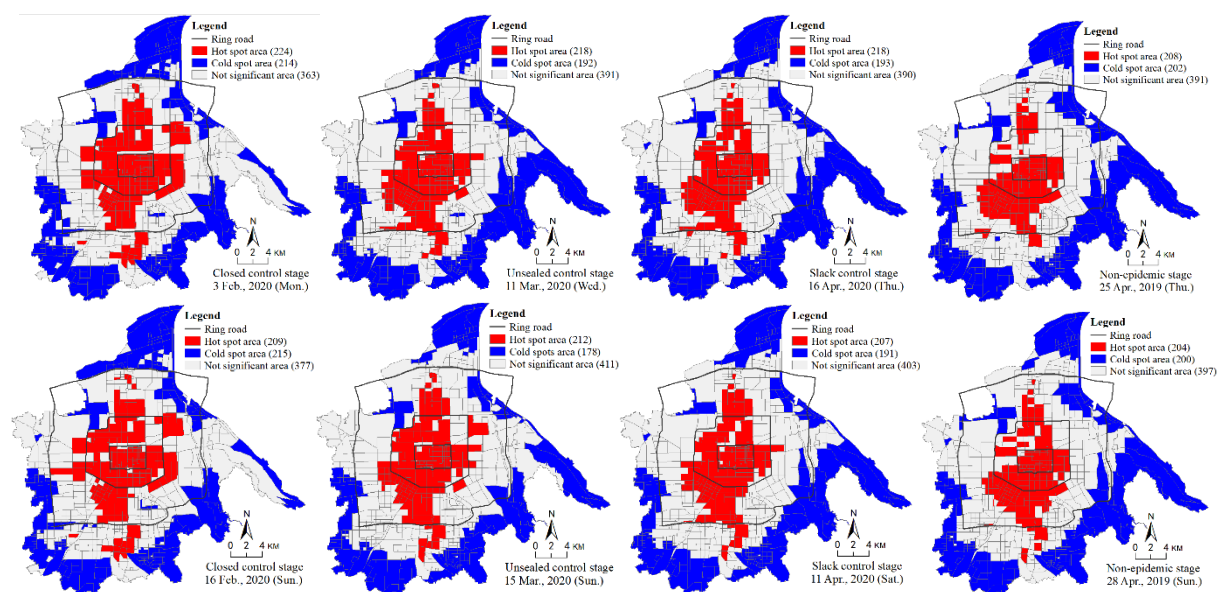 Legend
Ring road
Hot spot area (224)
Cold spot area (214)
Not significant area (363)
N
0 2 4 KM
Closed control stage
3 Feb., 2020 (Mon.)
Legend
Ring road
Hot spot area (218)
Cold spot area (192)
Not significant area (391)
N
0 2 4 KM
Unsealed control stage
11 Mar., 2020 (Wed.)
Legend
Ring road
Hot spot area (218)
Cold spot area (193)
Not significant area (390)
N
0 2 4 KM
Slack control stage
16 Apr., 2020 (Thu.)
Legend
Ring road
Hot spot area (208)
Cold spot area (202)
Not significant area (391)
N
0 2 4 KM
Non-epidemic stage
25 Apr., 2019 (Thu.)
Legend
Ring road
Hot spot area (209)
Cold spot area (215)
Not significant area (377)
N
0 2 4 KM
Closed control stage
16 Feb., 2020 (Sun.)
Legend
Ring road
Hot spot area (212)
Cold spots area (178)
Not significant area (411)
N
0 2 4 KM
Unsealed control stage
15 Mar., 2020 (Sun.)
Legend
Ring road
Hot spot area (207)
Cold spot area (191)
Not significant area (403)
N
0 2 4 KM
Slack control stage
11 Apr., 2020 (Sat.)
Legend
Ring road
Hot spot area (204)
Cold spot area (200)
Not significant area (397)
N
0 2 4 KM
Non-epidemic stage
28 Apr., 2019 (Sun.)